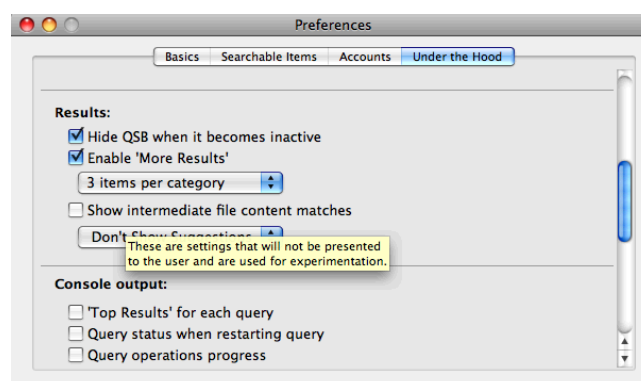 Preferences
Basics Searchable Items Accounts Under the Hood
Results:
Hide QSB when it becomes inactive
Enable 'More Results'
3 items per category
Show intermediate file content matches
Don't Show Suggestions
These are settings that will not be presented
to the user and are used for experimentation.
Console output:
'Top Results' for each query
Query status when restarting query
Query operations progress